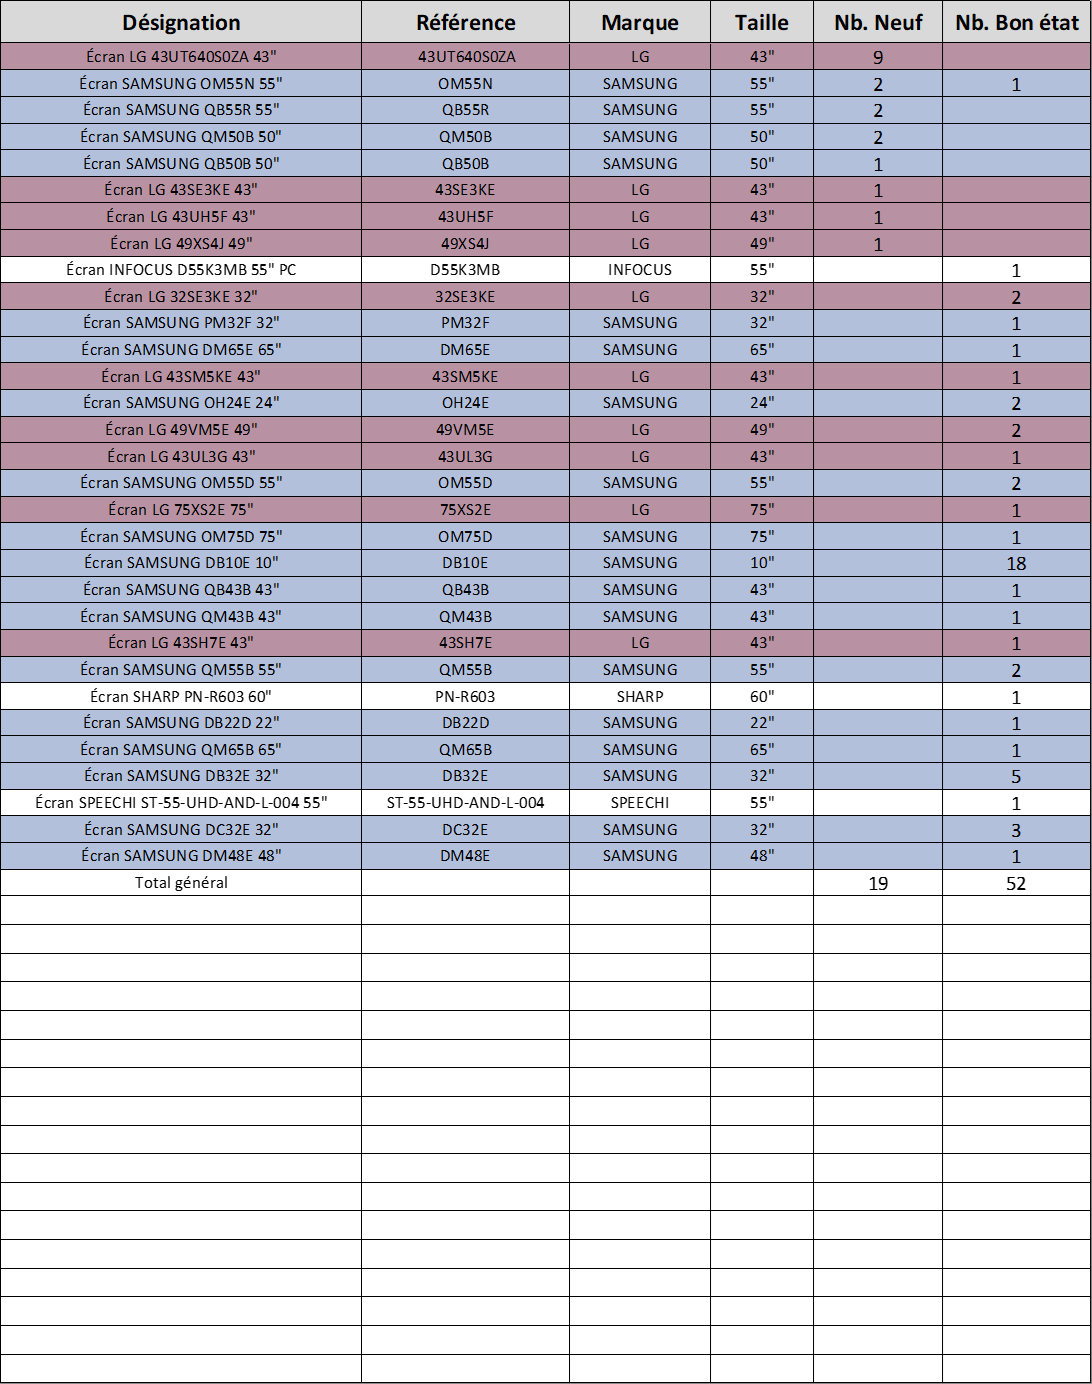 Désignation Référence Marque Taille Nb. Neuf Nb. Bon état
Écran LG 43UT640S0ZA 43" 43UT640S0ZA LG 43" 9
Écran SAMSUNG OM55N 55" OM55N SAMSUNG 55" 2 1
Écran SAMSUNG QB55R 55" QB55R SAMSUNG 55" 2
Écran SAMSUNG QM50B 50" QM50B SAMSUNG 50" 2
Écran SAMSUNG QB50B 50" QB50B SAMSUNG 50" 1
Écran LG 43SE3KE 43" 43SE3KE LG 43" 1
Écran LG 43UH5F 43" 43UH5F LG 43" 1
Écran LG 49XS4J 49" 49XS4J LG 49" 1
Écran INFOCUS D55K3MB 55" PC D55K3MB INFOCUS 55" 1
Écran LG 32SE3KE 32" 32SE3KE LG 32" 2
Écran SAMSUNG PM32F 32" PM32F SAMSUNG 32" 1
Écran SAMSUNG DM65E 65" DM65E SAMSUNG 65" 1
Écran LG 43SM5KE 43" 43SM5KE LG 43" 1
Écran SAMSUNG OH24E 24" OH24E SAMSUNG 24" 2
Écran LG 49VM5E 49" 49VM5E LG 49" 2
Écran LG 43UL3G 43" 43UL3G LG 43" 1
Écran SAMSUNG OM55D 55" OM55D SAMSUNG 55" 2
Écran LG 75XS2E 75" 75XS2E LG 75" 1
Écran SAMSUNG OM75D 75" OM75D SAMSUNG 75" 1
Écran SAMSUNG DB10E 10" DB10E SAMSUNG 10" 18
Écran SAMSUNG QB43B 43" QB43B SAMSUNG 43" 1
Écran SAMSUNG QM43B 43" QM43B SAMSUNG 43" 1
Écran LG 43SH7E 43" 43SH7E LG 43" 1
Écran SAMSUNG QM55B 55" QM55B SAMSUNG 55" 2
Écran SHARP PN-R603 60" PN-R603 SHARP 60" 1
Écran SAMSUNG DB22D 22" DB22D SAMSUNG 22" 1
Écran SAMSUNG QM65B 65" QM65B SAMSUNG 65" 1
Écran SAMSUNG DB32E 32" DB32E SAMSUNG 32" 5
Écran SPEECHI ST-55-UHD-AND-L-004 55" ST-55-UHD-AND-L-004 SPEECHI 55" 1
Écran SAMSUNG DC32E 32" DC32E SAMSUNG 32" 3
Écran SAMSUNG DM48E 48" DM48E SAMSUNG 48" 1
Total général 19 52